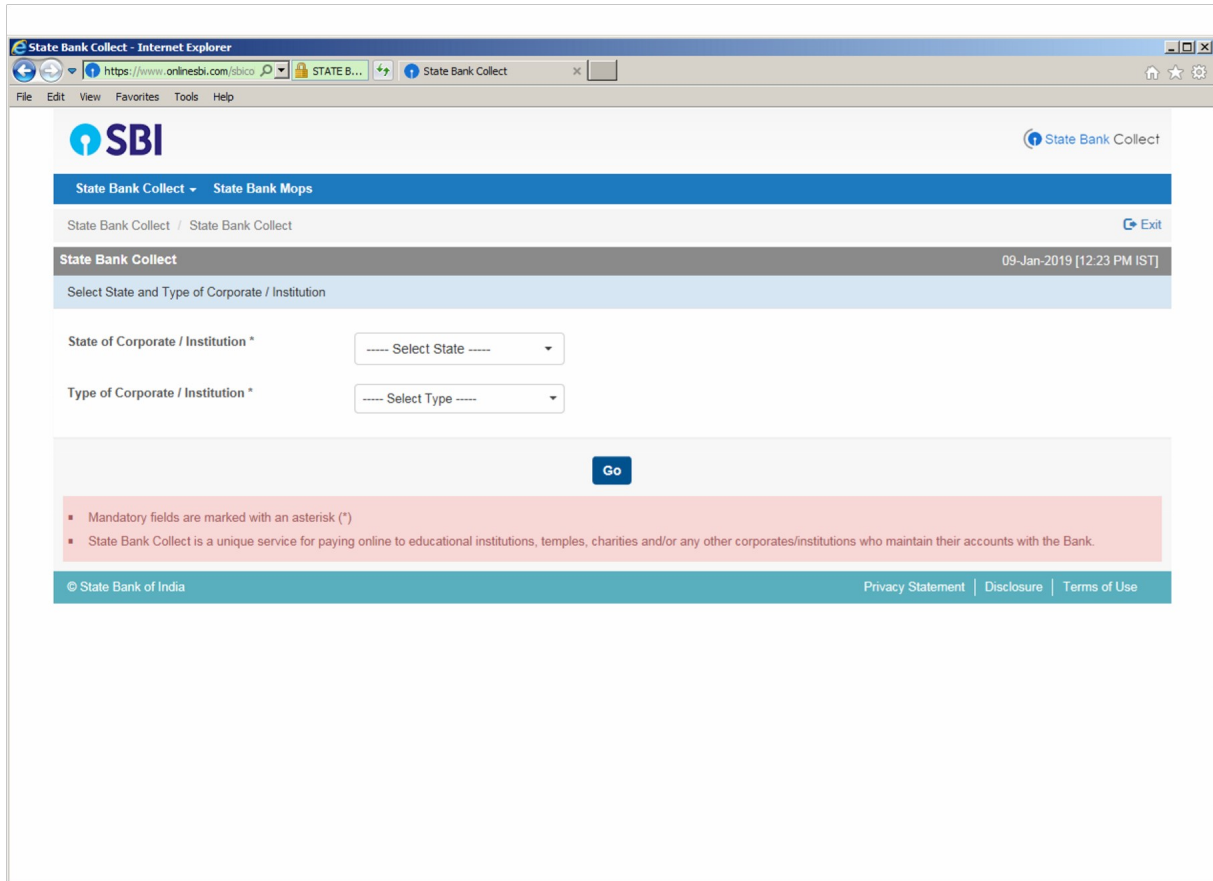 State Bank Collect - Internet Explorer
https://www.onlinesbi.com/sbico STATE B... State Bank Collect
File Edit View Favorites Tools Help
SBI State Bank Collect
State Bank Collect State Bank Mops
State Bank Collect / State Bank Collect Exit
State Bank Collect 09-Jan-2019 [12:23 PM IST]
Select State and Type of Corporate / Institution
State of Corporate / Institution * ----- Select State -----
Type of Corporate / Institution * ----- Select Type -----
Go
Mandatory fields are marked with an asterisk (*)
State Bank Collect is a unique service for paying online to educational institutions, temples, charities and/or any other corporates/institutions who maintain their accounts with the Bank.
© State Bank of India Privacy Statement | Disclosure | Terms of Use